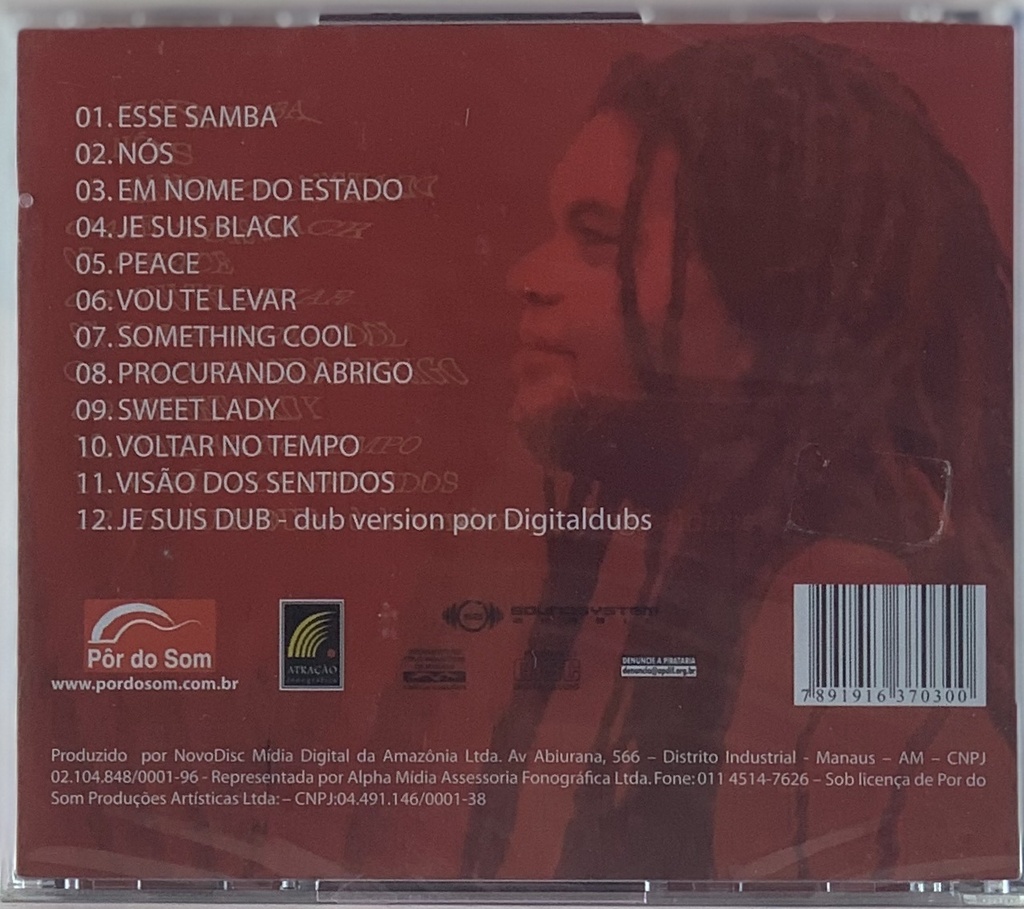 01. ESSE SAMBA
02. NÓS
03. EM NOME DO ESTADO
04. JE SUIS BLACK
05. PEACE
06. VOU TE LEVAR
07. SOMETHING COOL
08. PROCURANDO ABRIGO
09. SWEET LADY
10. VOLTAR NO TEMPO
11. VISÃO DOS SENTIDOS
12. JE SUIS DUB - dub version por Digitaldubs
SOUNDSYSTEM
Pôr do Som
www.pordosom.com.br
ATRAÇÃO
DENUNCIE A PIRATARIA
7891916370300
Produzido por NovoDisc Mídia Digital da Amazônia Ltda. Av Abiurana, 566 – Distrito Industrial - Manaus – AM – CNPJ
02.104.848/0001-96 - Representada por Alpha Mídia Assessoria Fonográfica Ltda. Fone: 011 4514-7626 – Sob licença de Por do
Som Produções Artísticas Ltda: – CNPJ:04.491.146/0001-38